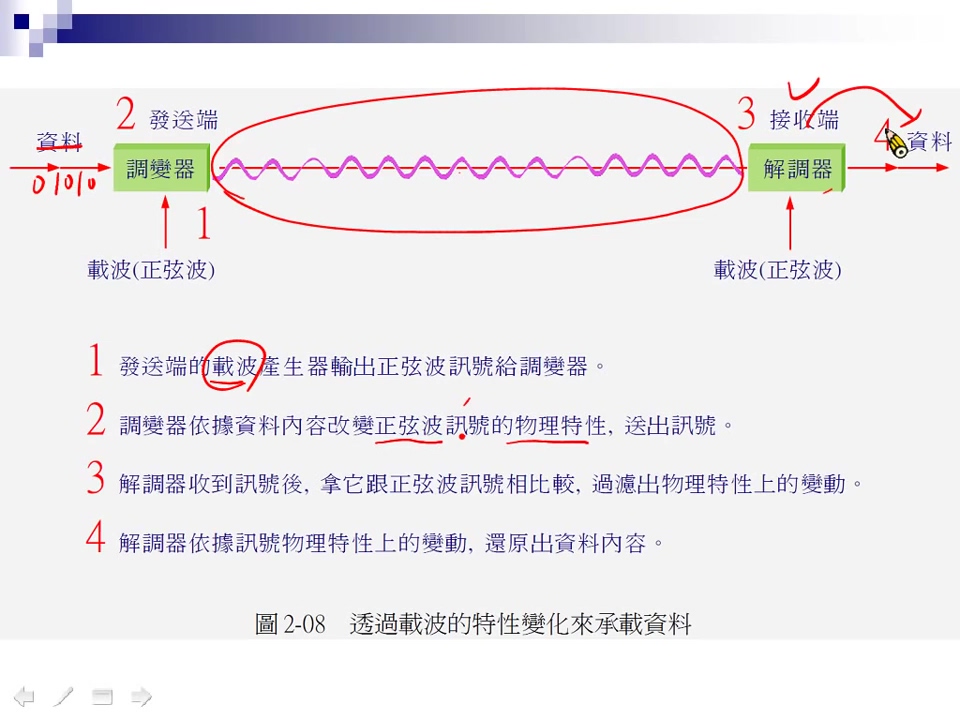 2 發送端
3 接收端
資料
調變器
解調器
4 資料
01010
1
載波(正弦波)
載波(正弦波)
1 發送端的載波產生器輸出正弦波訊號給調變器。
2 調變器依據資料內容改變正弦波訊號的物理特性, 送出訊號。
3 解調器收到訊號後, 拿它跟正弦波訊號相比較, 過濾出物理特性上的變動。
4 解調器依據訊號物理特性上的變動, 還原出資料內容。
圖 2-08 透過載波的特性變化來承載資料